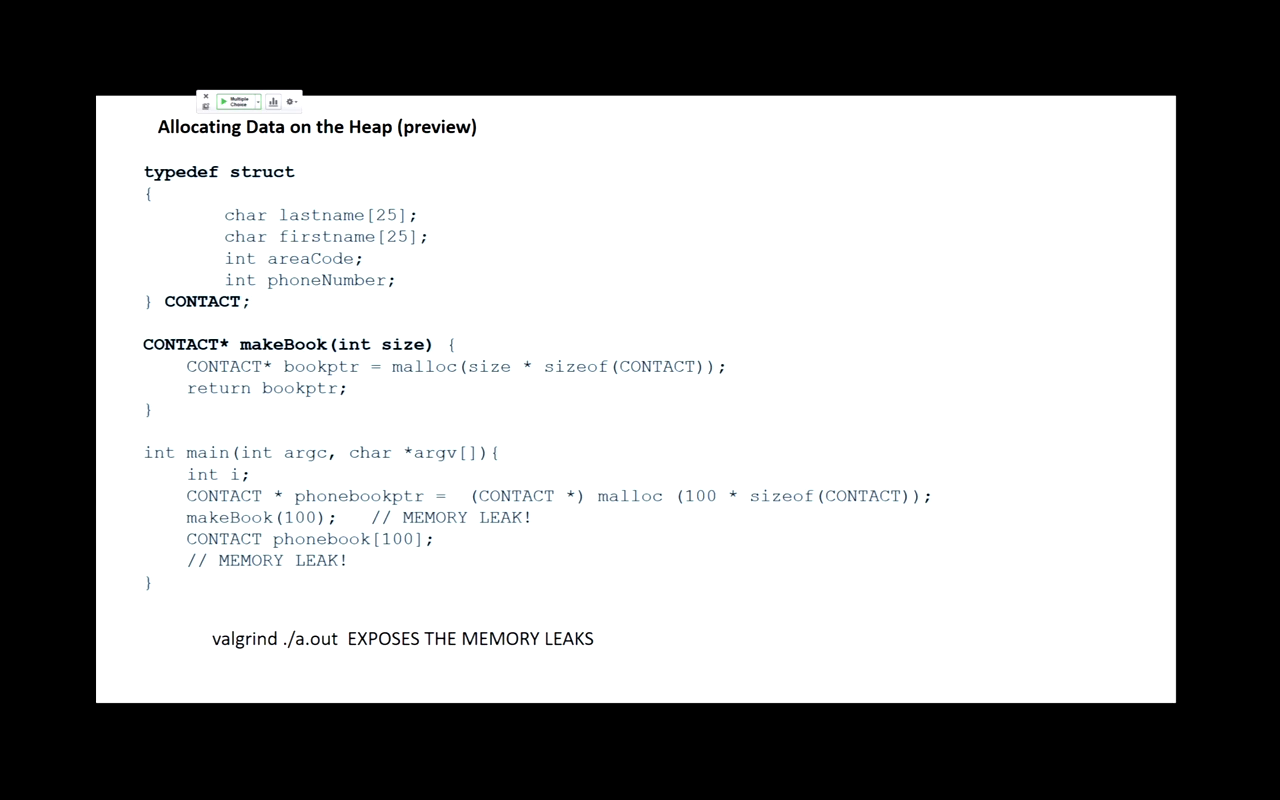 Multiple
Choice
Allocating Data on the Heap (preview)
typedef struct
{
char lastname[25];
char firstname[25];
int areaCode;
int phoneNumber;
} CONTACT;
CONTACT* makeBook(int size) {
CONTACT* bookptr = malloc(size * sizeof(CONTACT));
return bookptr;
}
int main(int argc, char *argv[]){
int i;
CONTACT * phonebookptr =  (CONTACT *) malloc (100 * sizeof(CONTACT));
makeBook(100);   // MEMORY LEAK!
CONTACT phonebook[100];
// MEMORY LEAK!
}
valgrind ./a.out  EXPOSES THE MEMORY LEAKS